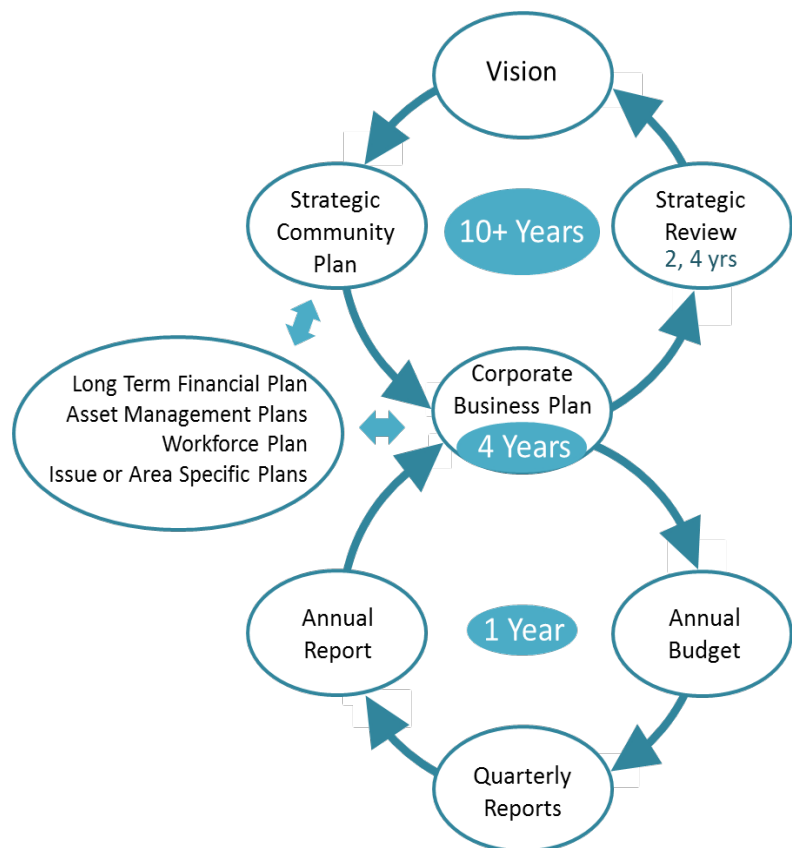 Vision
Strategic
Community
Plan
10+ Years
Strategic
Review
2, 4 yrs
Long Term Financial Plan
Asset Management Plans
Workforce Plan
Issue or Area Specific Plans
Corporate
Business Plan
4 Years
Annual
Report
1 Year
Annual
Budget
Quarterly
Reports